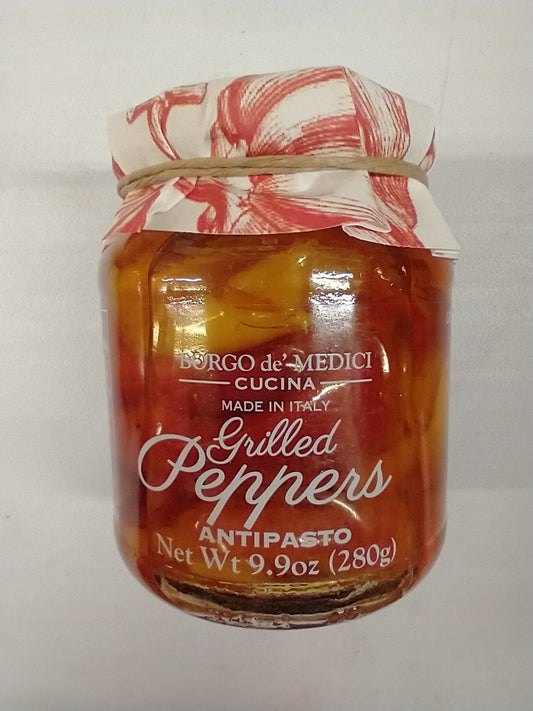 BORGO de' MEDICI
CUCINA
MADE IN ITALY
Grilled
Peppers
ANTIPASTO
Net Wt 9.9oz (280g)